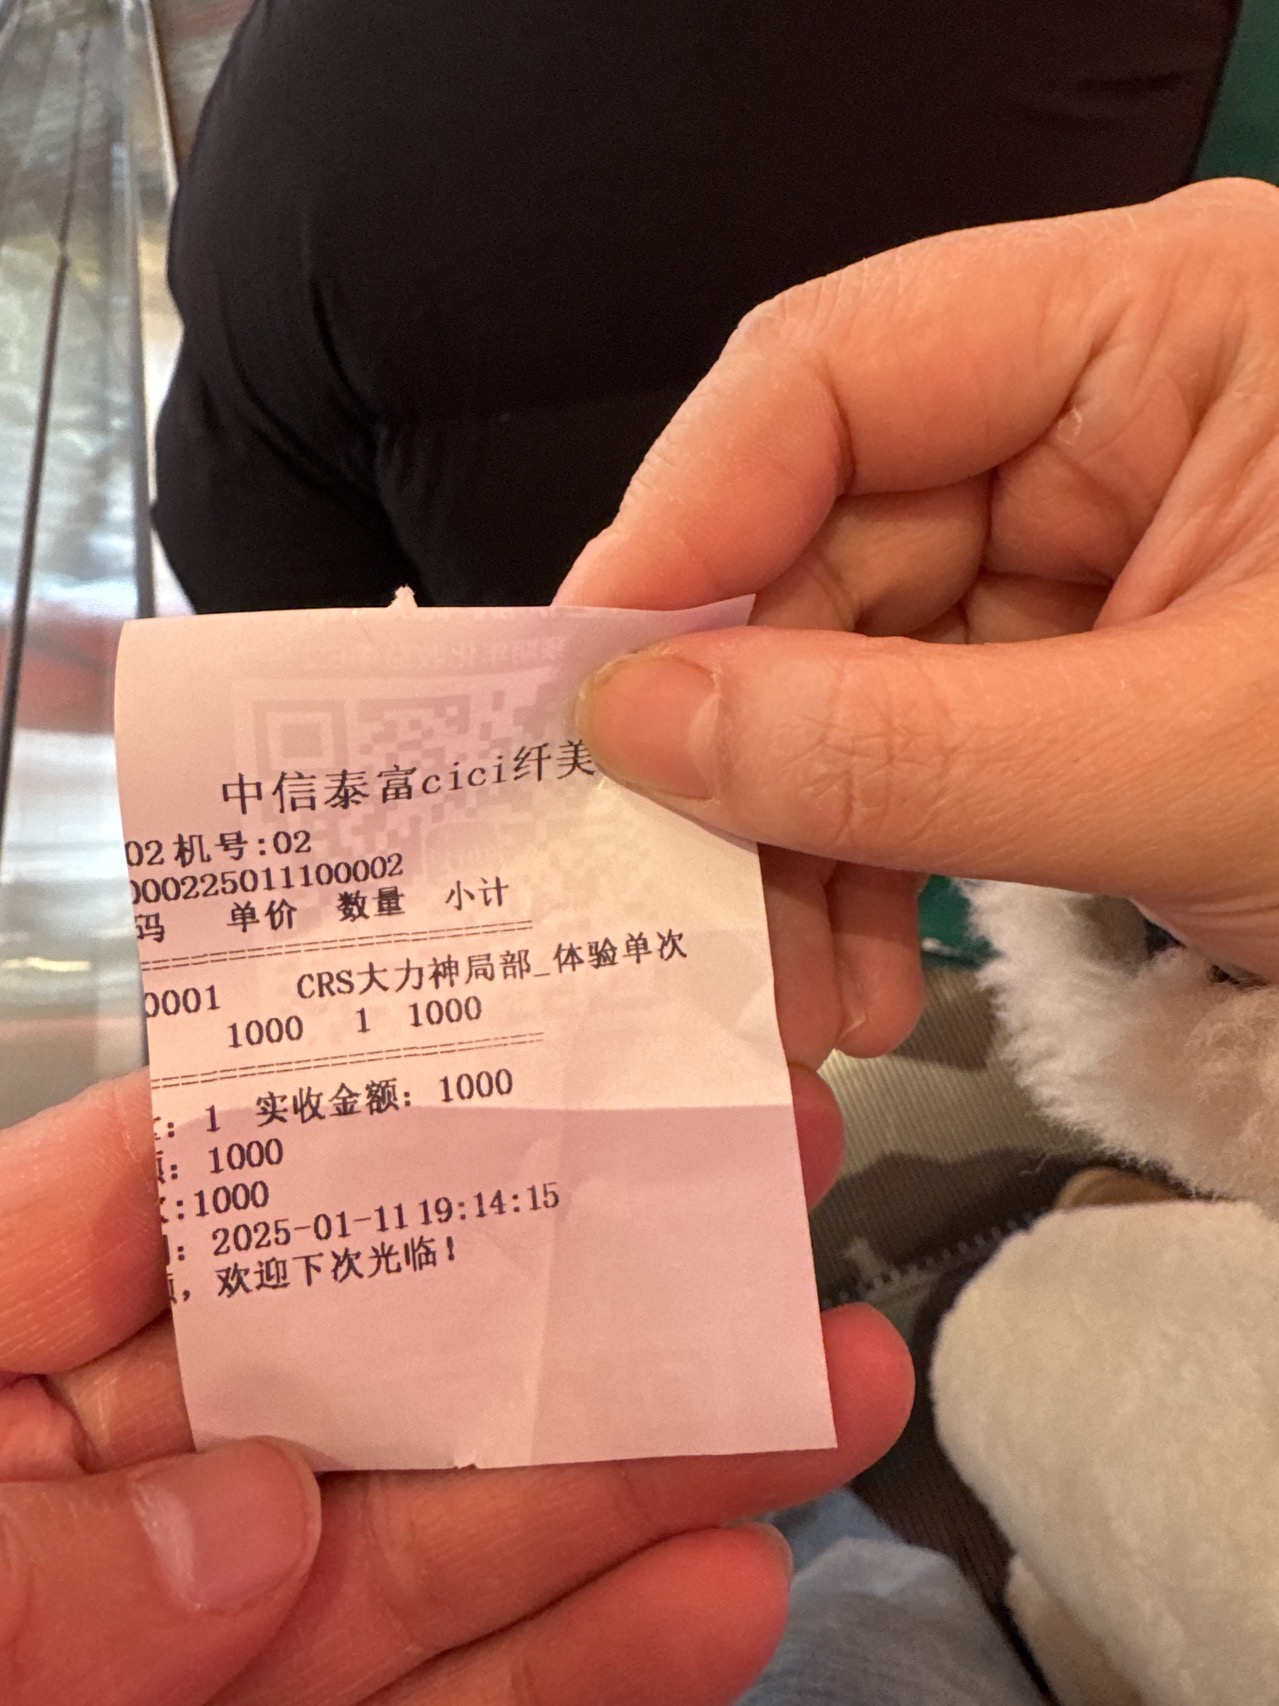 中信泰富cici纤美
02 机号:02
000225011100002
码 单价 数量 小计
0001 CRS大力神局部_体验单次
1000 1 1000
: 1 实收金额: 1000
: 1000
:1000
: 2025-01-11 19:14:15
, 欢迎下次光临!